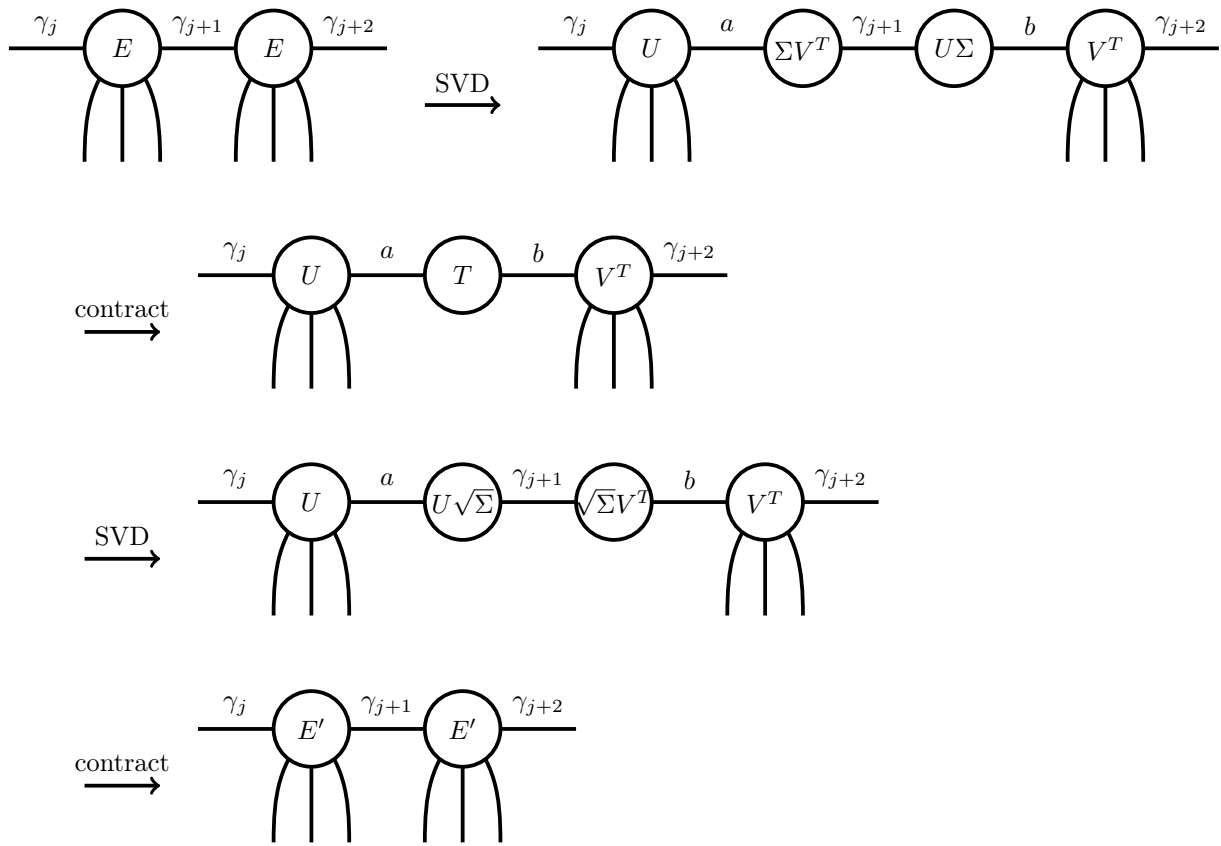 γ_j E γ_{j+1} E γ_{j+2}
SVD
γ_j U a ΣV^T γ_{j+1} UΣ b V^T γ_{j+2}
contract
γ_j U a T b V^T γ_{j+2}
SVD
γ_j U a U√Σ γ_{j+1} √ΣV^T b V^T γ_{j+2}
contract
γ_j E′ γ_{j+1} E′ γ_{j+2}